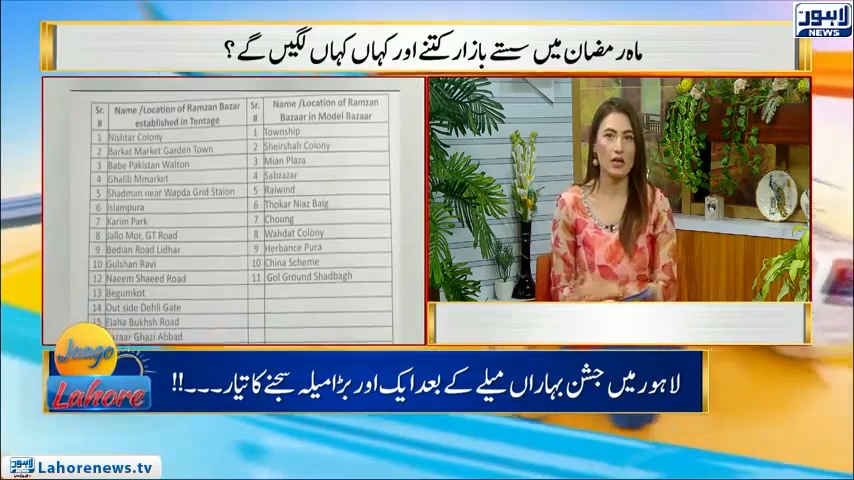 لاہور
NEWS
ماہ رمضان میں سستے بازار کتنے اور کہاں کہاں لگیں گے؟
Sr. # Name /Location of Ramzan Bazar established in Tentage Sr. # Name /Location of Ramzan Bazaar in Model Bazaar
1 Nishtar Colony 1 Township
2 Barkat Market Garden Town 2 Sheirshah Colony
3 Babe Pakistan Walton 3 Mian Plaza
4 Ghalib Mmarket 4 Sabzazar
5 Shadman near Wapda Grid Staion 5 Raiwind
6 Islampura 6 Thokar Niaz Baig
7 Karim Park 7 Choung
8 Jallo Mor, GT Road 8 Wahdat Colony
9 Bedian Road Lidhar 9 Herbance Pura
10 Gulshan Ravi 10 China Scheme
12 Naeem Shaeed Road 11 Gol Ground Shadbagh
13 Begumkot
14 Out side Dehli Gate
15 Elaha Bukhsh Road
Ghazi Abbad
Jaago
Lahore
لاہور میں جشن بہاراں میلے کے بعد ایک اور بڑا میلہ سجنے کا تیار۔۔۔!!
لاہور
NEWS
Lahorenews.tv